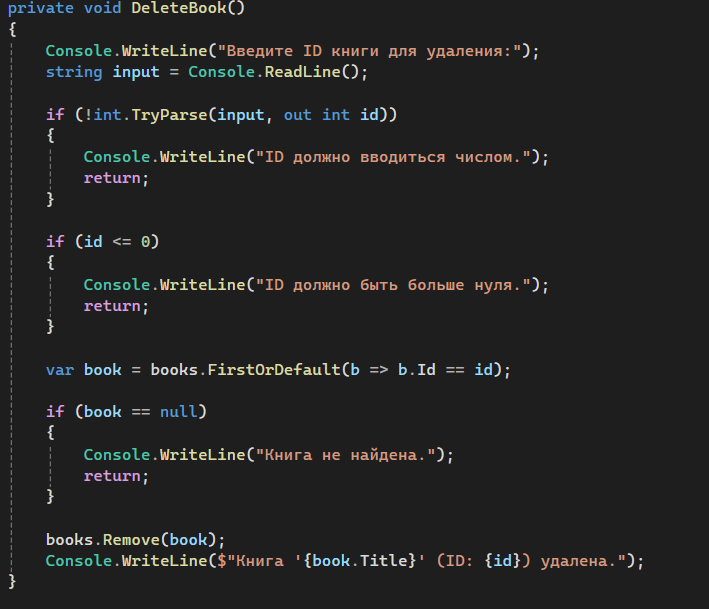 private void DeleteBook()
{
    Console.WriteLine("Введите ID книги для удаления:");
    string input = Console.ReadLine();

    if (!int.TryParse(input, out int id))
    {
        Console.WriteLine("ID должно вводиться числом.");
        return;
    }

    if (id <= 0)
    {
        Console.WriteLine("ID должно быть больше нуля.");
        return;
    }

    var book = books.FirstOrDefault(b => b.Id == id);

    if (book == null)
    {
        Console.WriteLine("Книга не найдена.");
        return;
    }

    books.Remove(book);
    Console.WriteLine($"Книга '{book.Title}' (ID: {id}) удалена.");
}